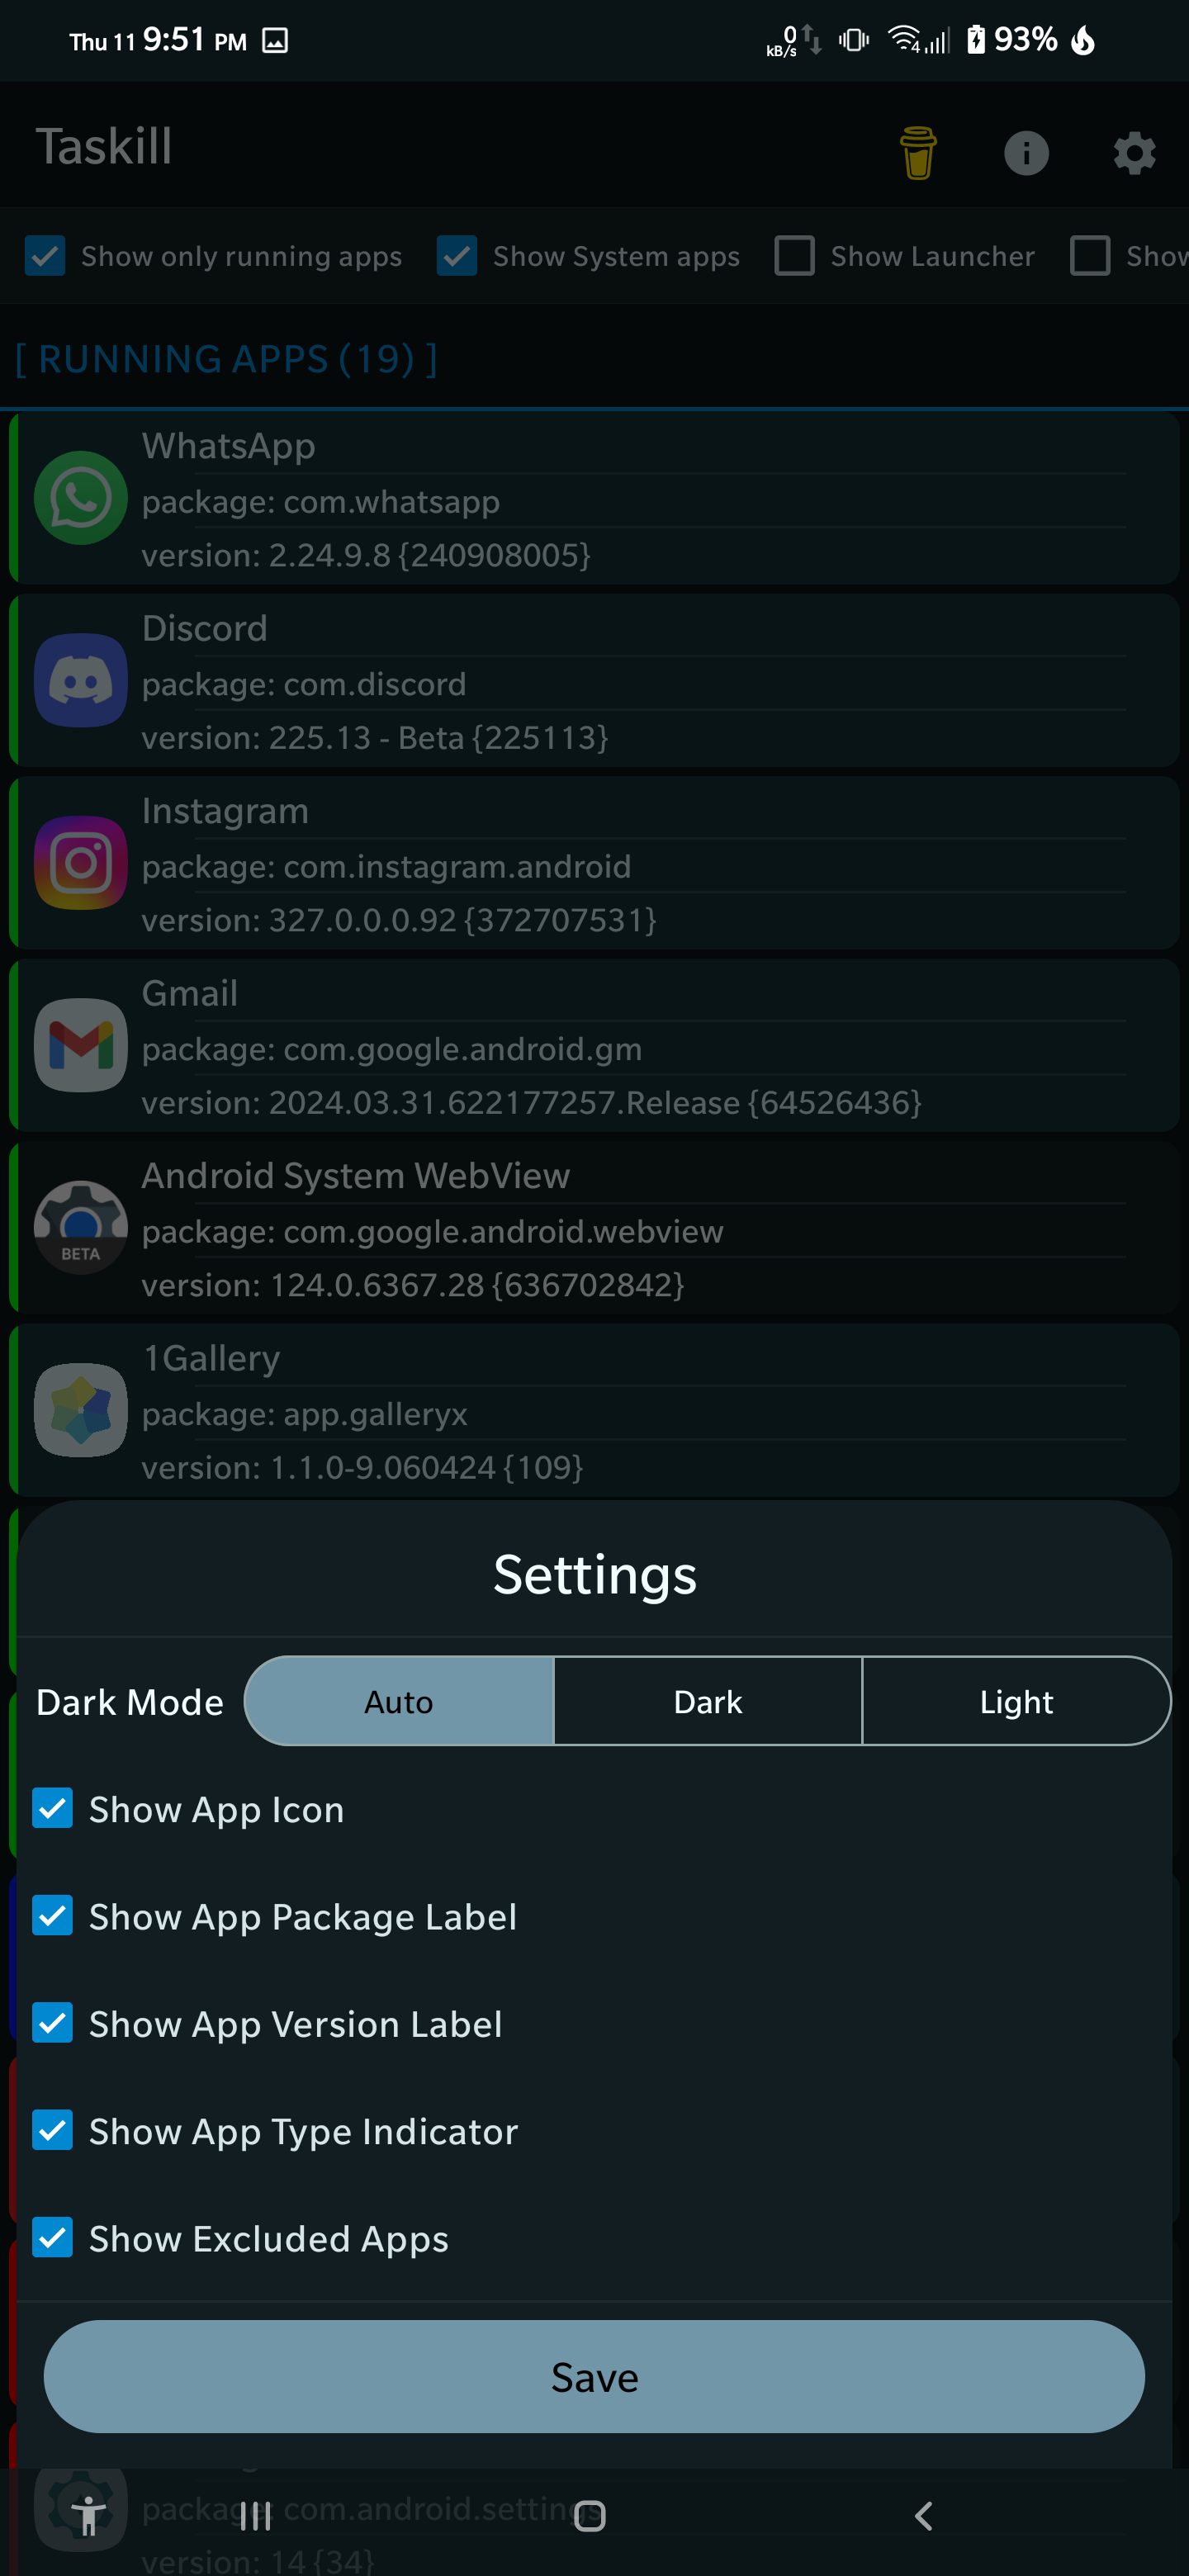 Thu 11 9:51 PM
0 kB/s 4 93%
Taskill
Show only running apps Show System apps Show Launcher Show
[ RUNNING APPS (19) ]
WhatsApp
package: com.whatsapp
version: 2.24.9.8 {240908005}
Discord
package: com.discord
version: 225.13 - Beta {225113}
Instagram
package: com.instagram.android
version: 327.0.0.0.92 {372707531}
Gmail
package: com.google.android.gm
version: 2024.03.31.622177257.Release {64526436}
Android System WebView
BETA
package: com.google.android.webview
version: 124.0.6367.28 {636702842}
1Gallery
package: app.galleryx
version: 1.1.0-9.060424 {109}
Settings
Dark Mode Auto Dark Light
Show App Icon
Show App Package Label
Show App Version Label
Show App Type Indicator
Show Excluded Apps
Save
package: com.android.settings
version: 14 {34}